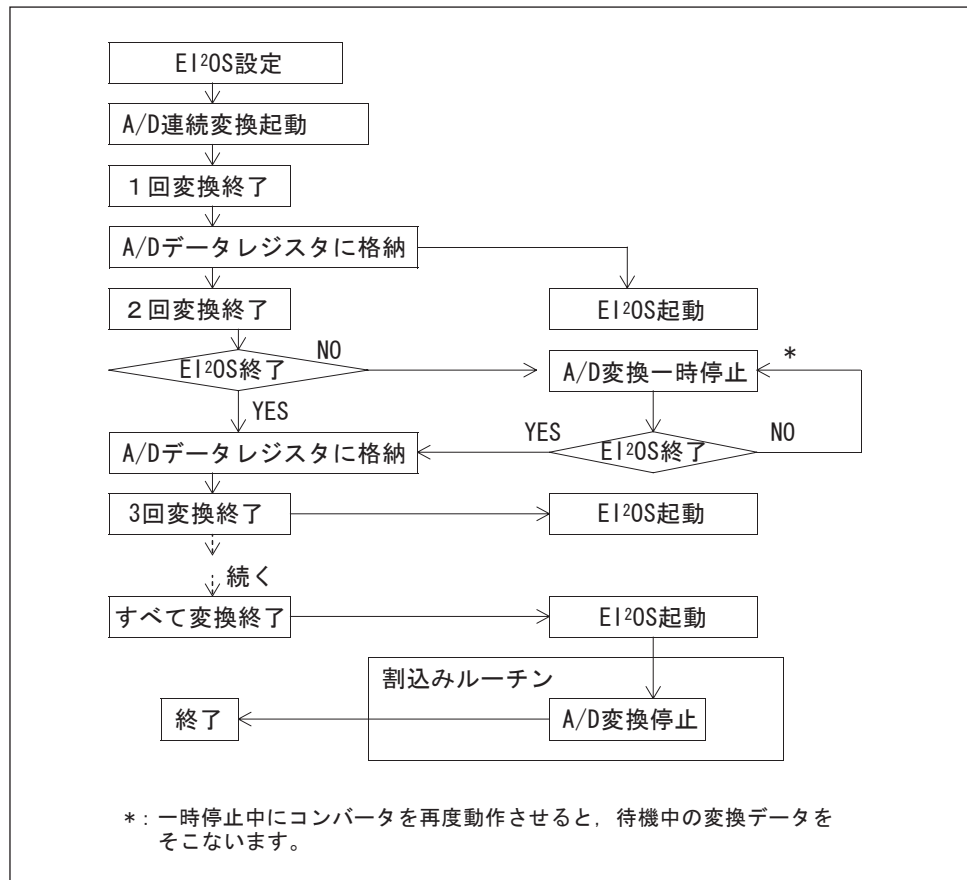 EI²OS設定
A/D連続変換起動
1回変換終了
A/Dデータレジスタに格納
2回変換終了
EI²OS起動
EI²OS終了
NO
A/D変換一時停止
*
YES
A/Dデータレジスタに格納
YES
EI²OS終了
NO
3回変換終了
EI²OS起動
続く
すべて変換終了
EI²OS起動
割込みルーチン
終了
A/D変換停止
*: 一時停止中にコンバータを再度動作させると, 待機中の変換データを
そこないます。